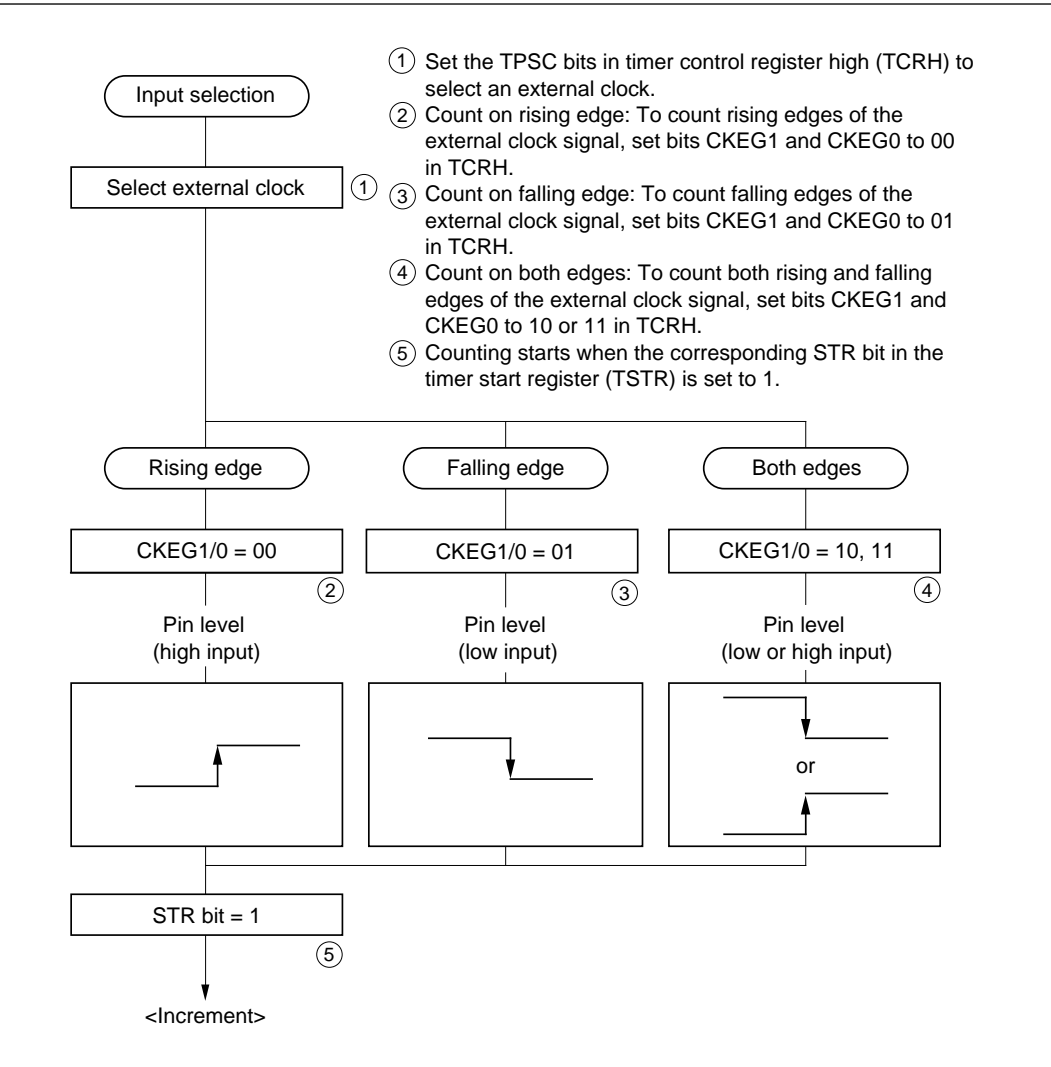 ① Set the TPSC bits in timer control register high (TCRH) to
select an external clock.
② Count on rising edge: To count rising edges of the
external clock signal, set bits CKEG1 and CKEG0 to 00
in TCRH.
③ Count on falling edge: To count falling edges of the
external clock signal, set bits CKEG1 and CKEG0 to 01
in TCRH.
④ Count on both edges: To count both rising and falling
edges of the external clock signal, set bits CKEG1 and
CKEG0 to 10 or 11 in TCRH.
⑤ Counting starts when the corresponding STR bit in the
timer start register (TSTR) is set to 1.
Input selection
Select external clock ①
Rising edge
Falling edge
Both edges
CKEG1/0 = 00
②
CKEG1/0 = 01
③
CKEG1/0 = 10, 11
④
Pin level
(high input)
Pin level
(low input)
Pin level
(low or high input)
or
STR bit = 1
⑤
<Increment>